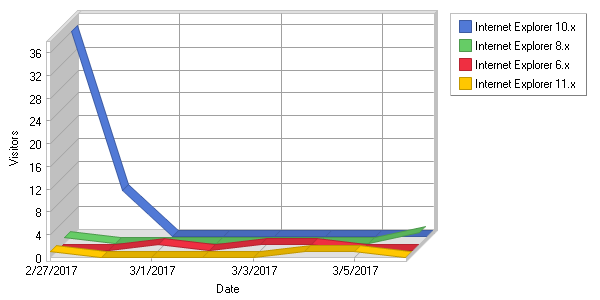 36
32
28
24
20
16
12
8
4
0
Visitors
2/27/2017
3/1/2017
3/3/2017
3/5/2017
Date
Internet Explorer 10.x
Internet Explorer 8.x
Internet Explorer 6.x
Internet Explorer 11.x